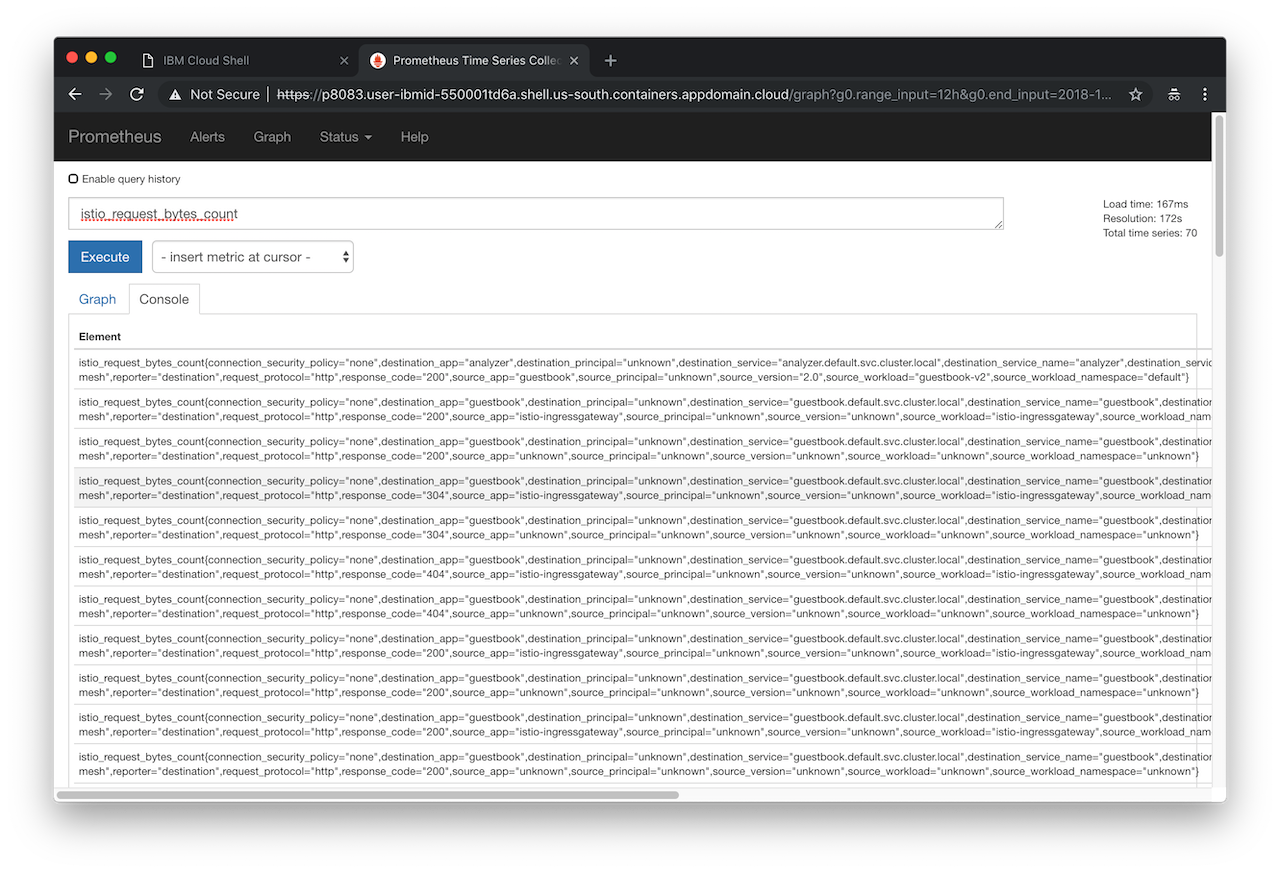 IBM Cloud Shell
Prometheus Time Series Collec
Not Secure | https://p8083.user-ibmid-550001td6a.shell.us-south.containers.appdomain.cloud/graph?g0.range_input=12h&g0.end_input=2018-1...
Prometheus Alerts Graph Status Help
Enable query history
istio_request_bytes_count
Load time: 167ms
Resolution: 172s
Total time series: 70
Execute - insert metric at cursor -
Graph Console
Element
istio_request_bytes_count{connection_security_policy="none",destination_app="analyzer",destination_principal="unknown",destination_service="analyzer.default.svc.cluster.local",destination_service_name="analyzer",destination_servic
mesh",reporter="destination",request_protocol="http",response_code="200",source_app="guestbook",source_principal="unknown",source_version="2.0",source_workload="guestbook-v2",source_workload_namespace="default"}
istio_request_bytes_count{connection_security_policy="none",destination_app="guestbook",destination_principal="unknown",destination_service="guestbook.default.svc.cluster.local",destination_service_name="guestbook",destination
mesh",reporter="destination",request_protocol="http",response_code="200",source_app="istio-ingressgateway",source_principal="unknown",source_version="unknown",source_workload="istio-ingressgateway",source_workload_nam
istio_request_bytes_count{connection_security_policy="none",destination_app="guestbook",destination_principal="unknown",destination_service="guestbook.default.svc.cluster.local",destination_service_name="guestbook",destination
mesh",reporter="destination",request_protocol="http",response_code="200",source_app="unknown",source_principal="unknown",source_version="unknown",source_workload="unknown",source_workload_namespace="unknown"}
istio_request_bytes_count{connection_security_policy="none",destination_app="guestbook",destination_principal="unknown",destination_service="guestbook.default.svc.cluster.local",destination_service_name="guestbook",destination
mesh",reporter="destination",request_protocol="http",response_code="304",source_app="istio-ingressgateway",source_principal="unknown",source_version="unknown",source_workload="istio-ingressgateway",source_workload_nam
istio_request_bytes_count{connection_security_policy="none",destination_app="guestbook",destination_principal="unknown",destination_service="guestbook.default.svc.cluster.local",destination_service_name="guestbook",destination
mesh",reporter="destination",request_protocol="http",response_code="304",source_app="unknown",source_principal="unknown",source_version="unknown",source_workload="unknown",source_workload_namespace="unknown"}
istio_request_bytes_count{connection_security_policy="none",destination_app="guestbook",destination_principal="unknown",destination_service="guestbook.default.svc.cluster.local",destination_service_name="guestbook",destination
mesh",reporter="destination",request_protocol="http",response_code="404",source_app="istio-ingressgateway",source_principal="unknown",source_version="unknown",source_workload="istio-ingressgateway",source_workload_nam
istio_request_bytes_count{connection_security_policy="none",destination_app="guestbook",destination_principal="unknown",destination_service="guestbook.default.svc.cluster.local",destination_service_name="guestbook",destination
mesh",reporter="destination",request_protocol="http",response_code="404",source_app="unknown",source_principal="unknown",source_version="unknown",source_workload="unknown",source_workload_namespace="unknown"}
istio_request_bytes_count{connection_security_policy="none",destination_app="guestbook",destination_principal="unknown",destination_service="guestbook.default.svc.cluster.local",destination_service_name="guestbook",destination
mesh",reporter="destination",request_protocol="http",response_code="200",source_app="istio-ingressgateway",source_principal="unknown",source_version="unknown",source_workload="istio-ingressgateway",source_workload_nam
istio_request_bytes_count{connection_security_policy="none",destination_app="guestbook",destination_principal="unknown",destination_service="guestbook.default.svc.cluster.local",destination_service_name="guestbook",destination
mesh",reporter="destination",request_protocol="http",response_code="200",source_app="unknown",source_principal="unknown",source_version="unknown",source_workload="unknown",source_workload_namespace="unknown"}
istio_request_bytes_count{connection_security_policy="none",destination_app="guestbook",destination_principal="unknown",destination_service="guestbook.default.svc.cluster.local",destination_service_name="guestbook",destination
mesh",reporter="destination",request_protocol="http",response_code="200",source_app="istio-ingressgateway",source_principal="unknown",source_version="unknown",source_workload="istio-ingressgateway",source_workload_nam
istio_request_bytes_count{connection_security_policy="none",destination_app="guestbook",destination_principal="unknown",destination_service="guestbook.default.svc.cluster.local",destination_service_name="guestbook",destination
mesh",reporter="destination",request_protocol="http",response_code="200",source_app="unknown",source_principal="unknown",source_version="unknown",source_workload="unknown",source_workload_namespace="unknown"}